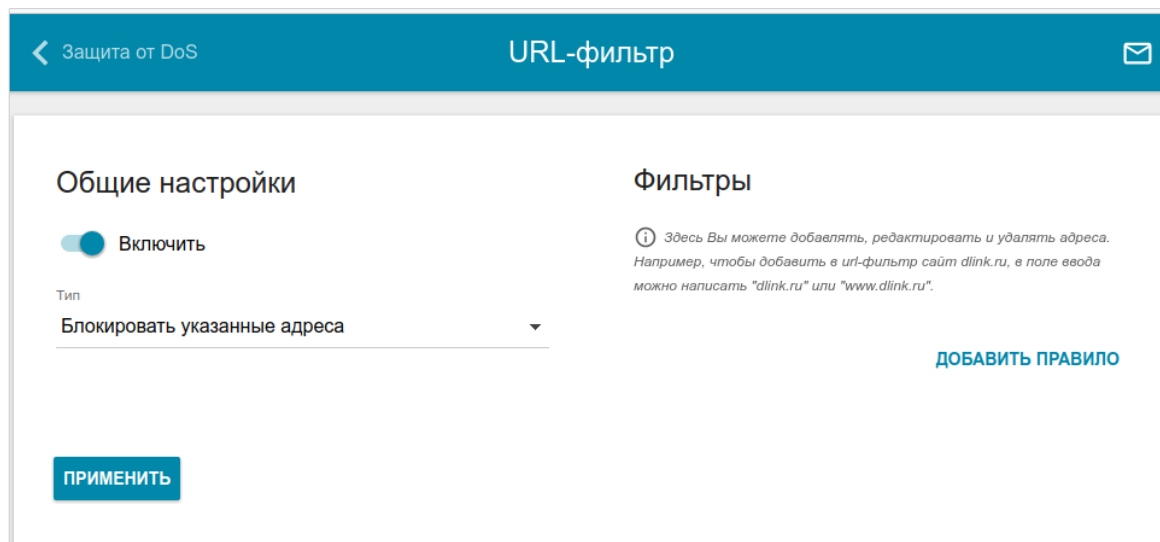 Защита от DoS
URL-фильтр
Общие настройки
Включить
Тип
Блокировать указанные адреса
ПРИМЕНИТЬ
Фильтры
Здесь Вы можете добавлять, редактировать и удалять адреса.
Например, чтобы добавить в url-фильтр сайт dlink.ru, в поле ввода
можно написать "dlink.ru" или "www.dlink.ru".
ДОБАВИТЬ ПРАВИЛО